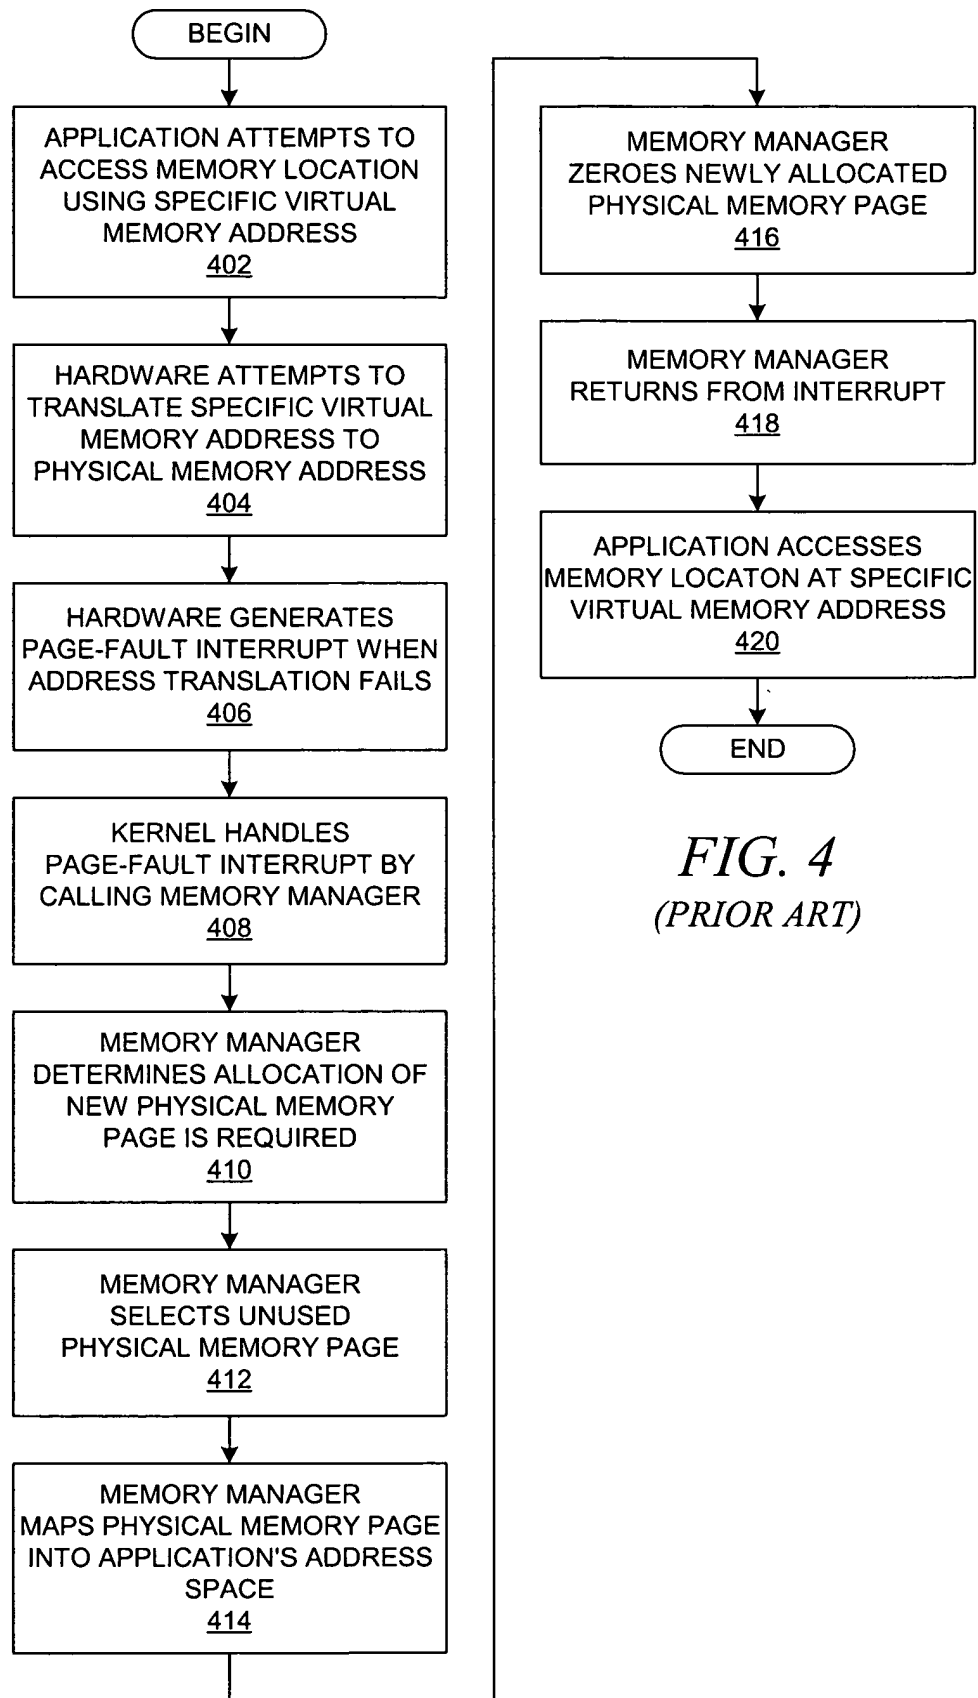 BEGIN
APPLICATION ATTEMPTS TO
ACCESS MEMORY LOCATION
USING SPECIFIC VIRTUAL
MEMORY ADDRESS
402
HARDWARE ATTEMPTS TO
TRANSLATE SPECIFIC VIRTUAL
MEMORY ADDRESS TO
PHYSICAL MEMORY ADDRESS
404
HARDWARE GENERATES
PAGE-FAULT INTERRUPT WHEN
ADDRESS TRANSLATION FAILS
406
KERNEL HANDLES
PAGE-FAULT INTERRUPT BY
CALLING MEMORY MANAGER
408
MEMORY MANAGER
DETERMINES ALLOCATION OF
NEW PHYSICAL MEMORY
PAGE IS REQUIRED
410
MEMORY MANAGER
SELECTS UNUSED
PHYSICAL MEMORY PAGE
412
MEMORY MANAGER
MAPS PHYSICAL MEMORY PAGE
INTO APPLICATION'S ADDRESS
SPACE
414
MEMORY MANAGER
ZEROES NEWLY ALLOCATED
PHYSICAL MEMORY PAGE
416
MEMORY MANAGER
RETURNS FROM INTERRUPT
418
APPLICATION ACCESSES
MEMORY LOCATON AT SPECIFIC
VIRTUAL MEMORY ADDRESS
420
END
FIG. 4
(PRIOR ART)